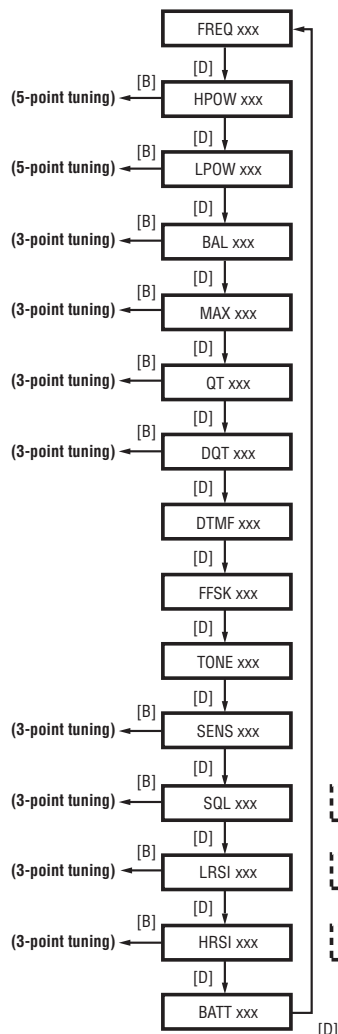 FREQ xxx
[D]
[B]
(5-point tuning) HPOW xxx
[D]
[B]
(5-point tuning) LPOW xxx
[D]
[B]
(3-point tuning) BAL xxx
[D]
[B]
(3-point tuning) MAX xxx
[D]
[B]
(3-point tuning) QT xxx
[D]
[B]
(3-point tuning) DQT xxx
[D]
DTMF xxx
[D]
FFSK xxx
[D]
TONE xxx
[D]
[B]
(3-point tuning) SENS xxx
[D]
[B]
(3-point tuning) SQL xxx
[D]
[B]
(3-point tuning) LRSI xxx
[D]
[B]
(3-point tuning) HRSI xxx
[D]
BATT xxx
[D]